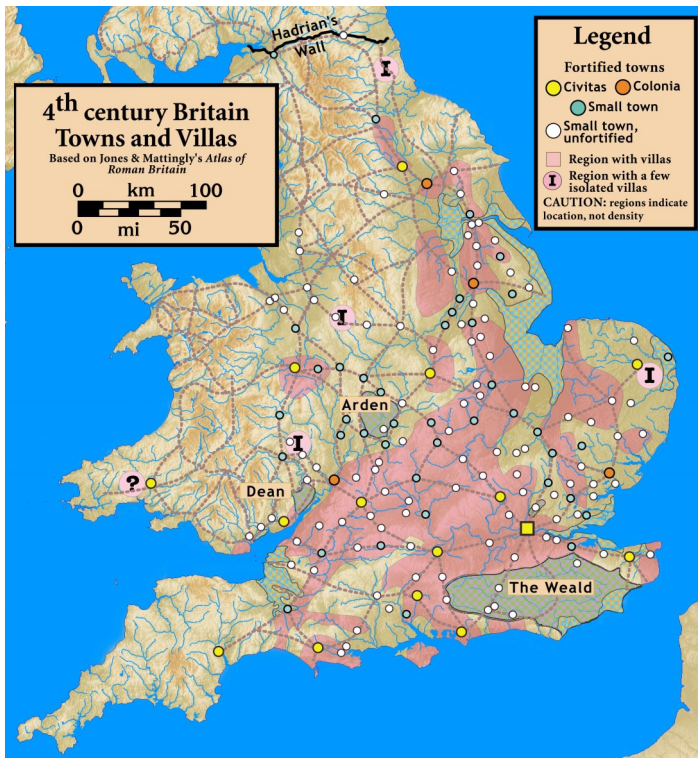 Hadrian's
Wall
4th century Britain
Towns and Villas
Based on Jones & Mattingly's Atlas of
Roman Britain
0 km 100
0 mi 50
Legend
Fortified towns
Civitas Colonia
Small town
Small town,
unfortified
Region with villas
I Region with a few
isolated villas
CAUTION: regions indicate
location, not density
I
I
I
Arden
I
?
Dean
The Weald